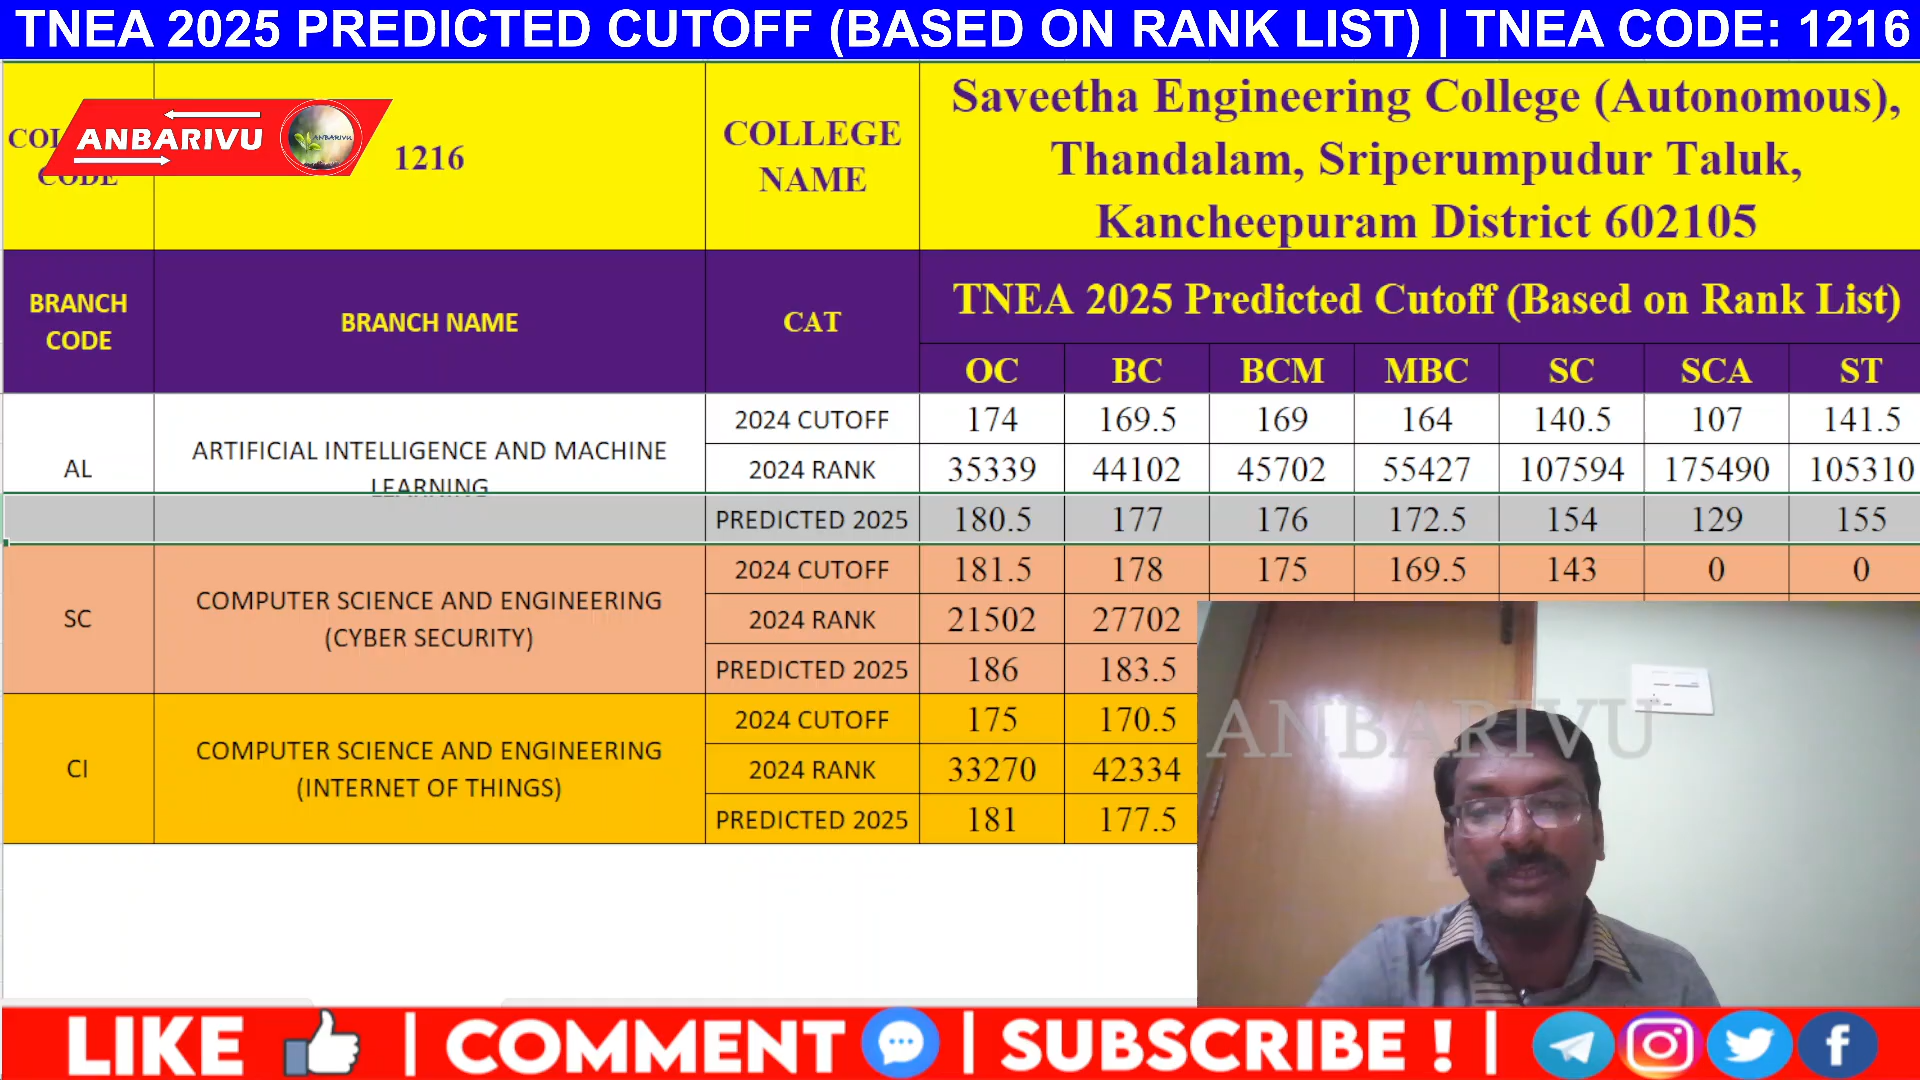 TNEA 2025 PREDICTED CUTOFF (BASED ON RANK LIST) | TNEA CODE: 1216
ANBARIVU
ANBARIVU
CODE
1216
COLLEGE
NAME
Saveetha Engineering College (Autonomous),
Thandalam, Sriperumpudur Taluk,
Kancheepuram District 602105
BRANCH
CODE
BRANCH NAME
CAT
TNEA 2025 Predicted Cutoff (Based on Rank List)
OC BC BCM MBC SC SCA ST
AL
ARTIFICIAL INTELLIGENCE AND MACHINE
LEARNING
2024 CUTOFF 174 169.5 169 164 140.5 107 141.5
2024 RANK 35339 44102 45702 55427 107594 175490 105310
PREDICTED 2025 180.5 177 176 172.5 154 129 155
SC
COMPUTER SCIENCE AND ENGINEERING
(CYBER SECURITY)
2024 CUTOFF 181.5 178 175 169.5 143 0 0
2024 RANK 21502 27702
PREDICTED 2025 186 183.5
CI
COMPUTER SCIENCE AND ENGINEERING
(INTERNET OF THINGS)
2024 CUTOFF 175 170.5
2024 RANK 33270 42334
PREDICTED 2025 181 177.5
ANBARIVU
LIKE | COMMENT | SUBSCRIBE ! |